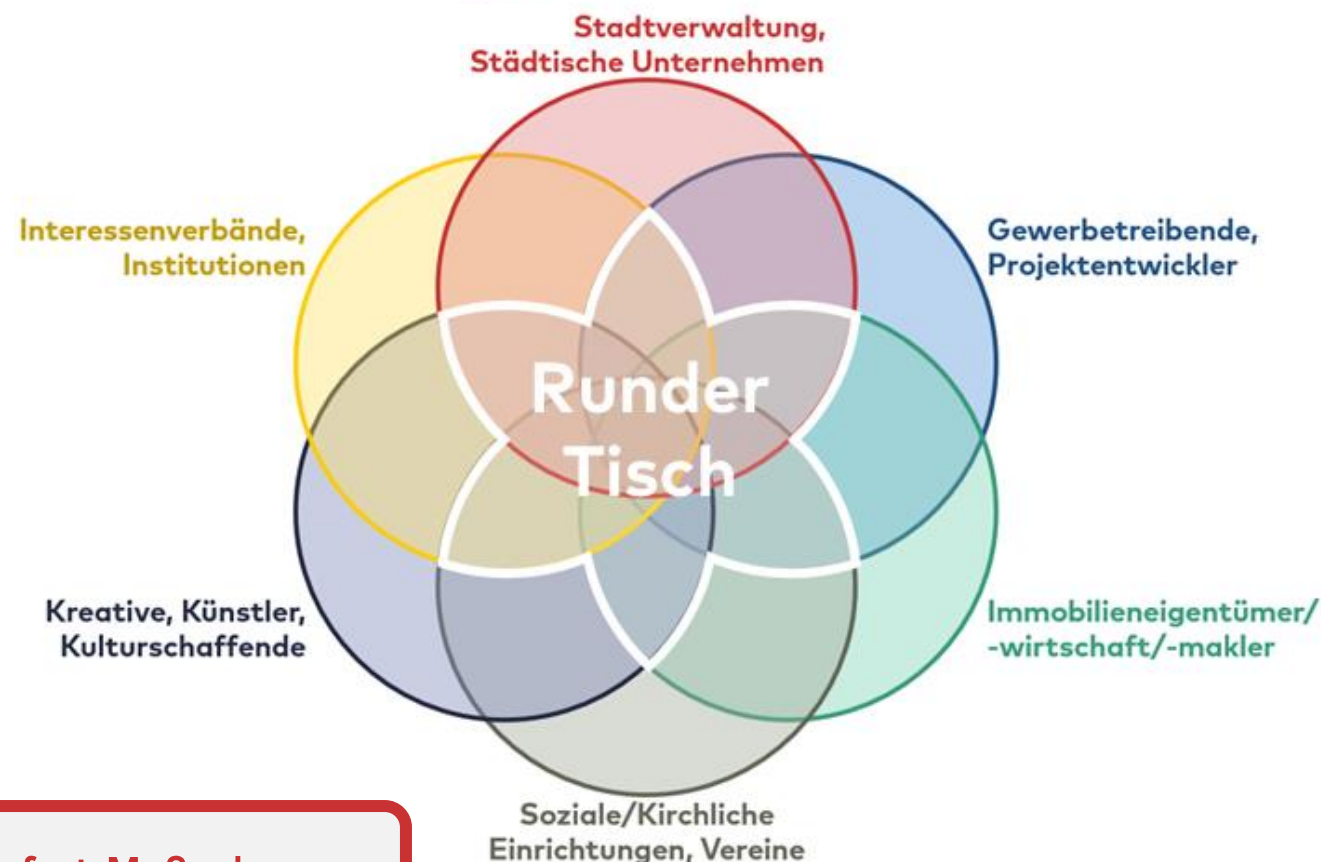 Stadtverwaltung,
Städtische Unternehmen
Interessenverbände,
Institutionen
Gewerbetreibende,
Projektentwickler
Runder
Tisch
Kreative, Künstler,
Kulturschaffende
Immobilieneigentümer/
-wirtschaft/-makler
Soziale/Kirchliche
Einrichtungen, Vereine